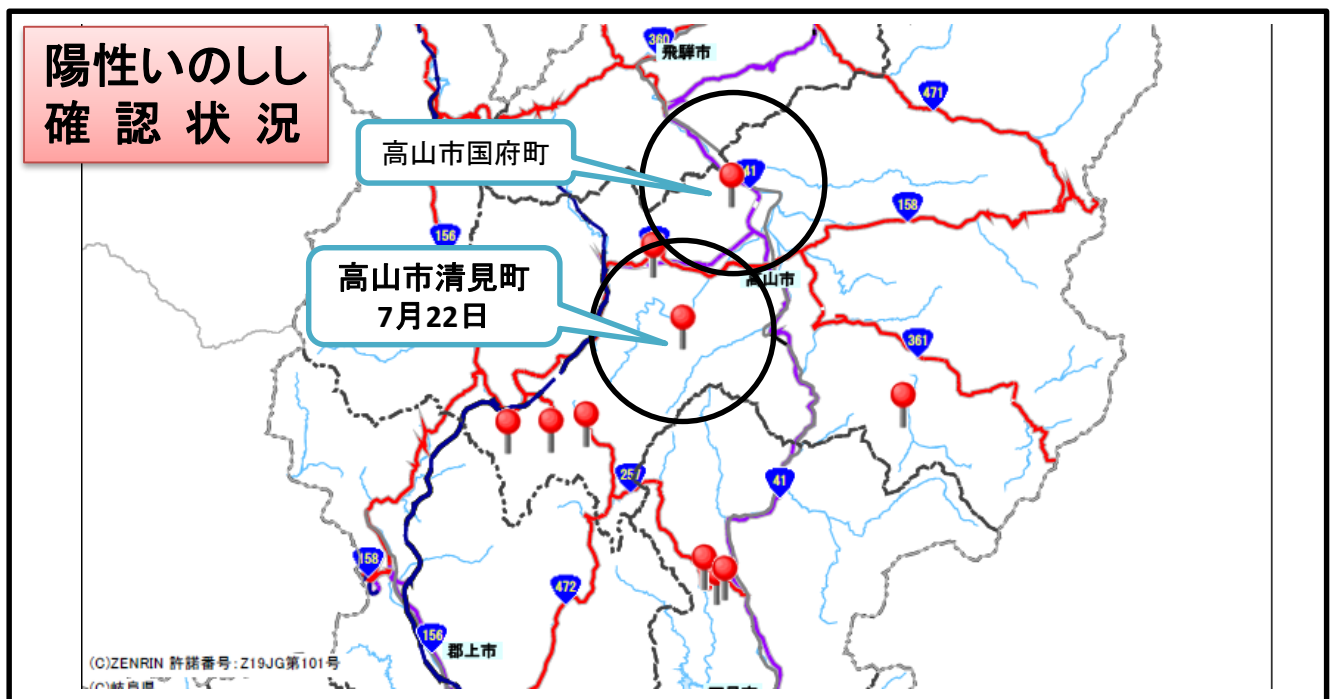 陽性いのしし
確認状況
360
飛騨市
471
高山市国府町
41
158
156
高山市清見町
7月22日
高山市
361
257
41
158
472
156
郡上市
(C)ZENRIN 許諾番号:Z19JG第101号
(C)岐阜県